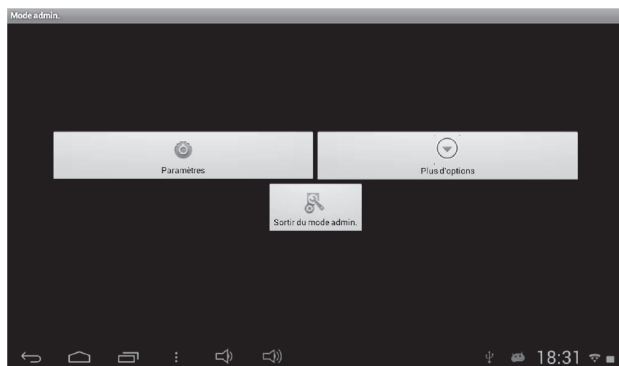 Mode admin.
Paramètres
Plus d'options
Sortir du mode admin.
18:31